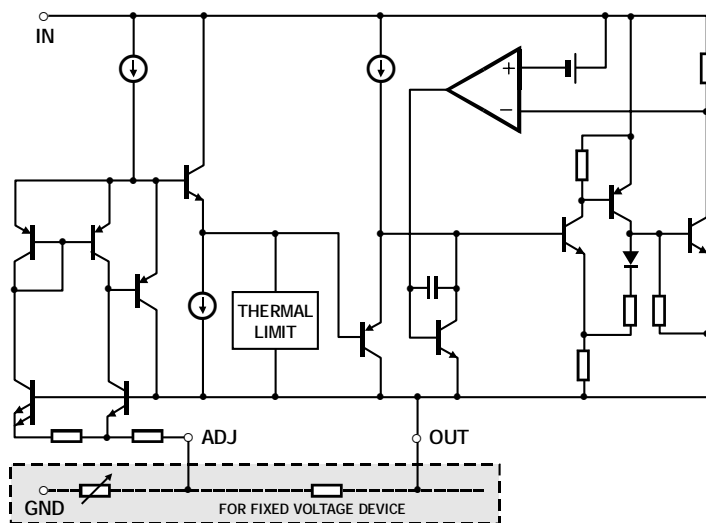 IN
+
−
THERMAL
LIMIT
ADJ
OUT
GND
FOR FIXED VOLTAGE DEVICE